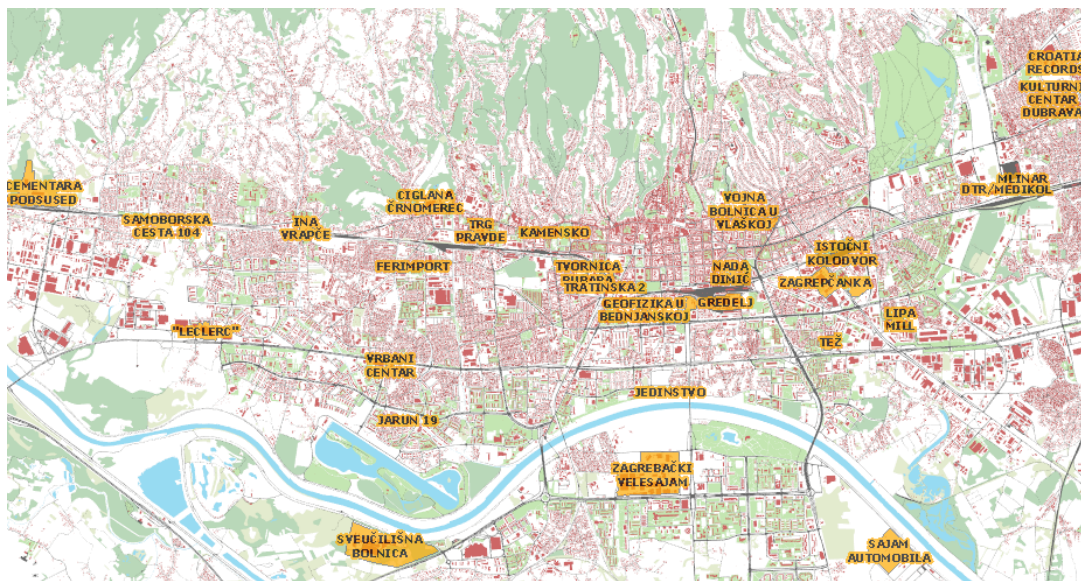 CROATIA
RECORDS
KULTURNI
CENTAR
DUBRAVA
CEMENTARA
PODSUSED
SAMOBORSKA
CESTA 104
INA
VRAPČE
CIGLANA
ČRNOMEREC
TRG
PRAVDE
KAMENSKO
VOJNA
BOLNICA U
VLAŠKOJ
MLINAR
DTR/MEDIKOL
FERIMPORT
TVORNICA
TRATINSKA 2
NADA
DIMIĆ
ISTOČNI
KOLODVOR
ZAGREPČANKA
GEOFIZIKA U
BEDNJANSKOJ
GREDELJ
LIPA
MILL
"LECLERC"
TEŽ
VRBANI
CENTAR
JEDINSTVO
JARUN 19
ZAGREBAČKI
VELESAJAM
SVEUČILIŠNA
BOLNICA
SAJAM
AUTOMOBILA